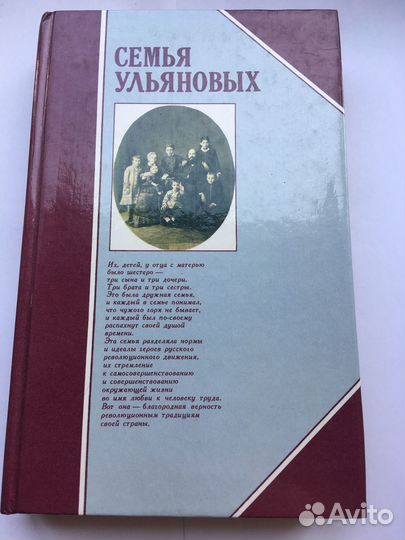 СЕМЬЯ
УЛЬЯНОВЫХ
Их, детей, у отца с матерью
было шестеро —
три сына и три дочери.
Три брата и три сестры.
Это была дружная семья,
и каждый в семье понимал,
что чужого горя не бывает,
и каждый был по-своему
распахнут своей душой
времени.
Эта семья разделяла нормы
и идеалы героев русского
революционного движения,
их стремление
к самосовершенствованию
и совершенствованию
окружающей жизни
во имя любви к человеку труда.
Вот она — благородная верность
революционным традициям
своей страны.
Avito